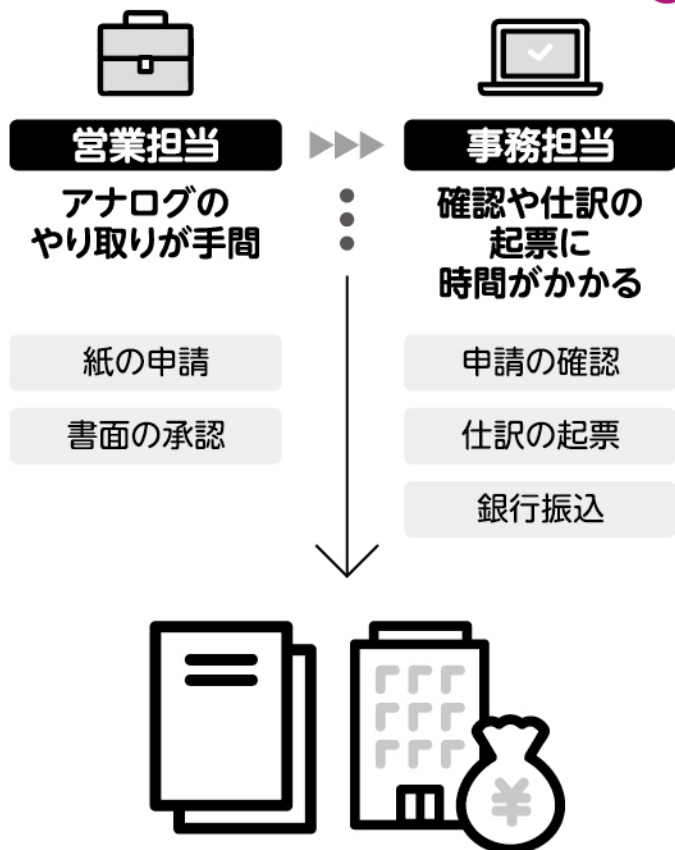 営業担当
アナログの
やり取りが手間
紙の申請
書面の承認
事務担当
確認や仕訳の
起票に
時間がかかる
申請の確認
仕訳の起票
銀行振込
¥